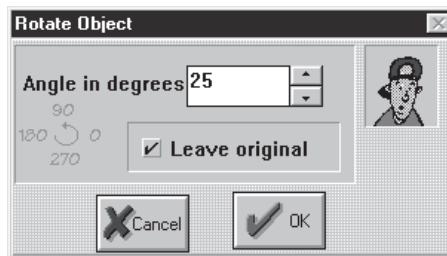 Rotate Object
Angle in degrees 25
90
180 0
270
Leave original
Cancel OK